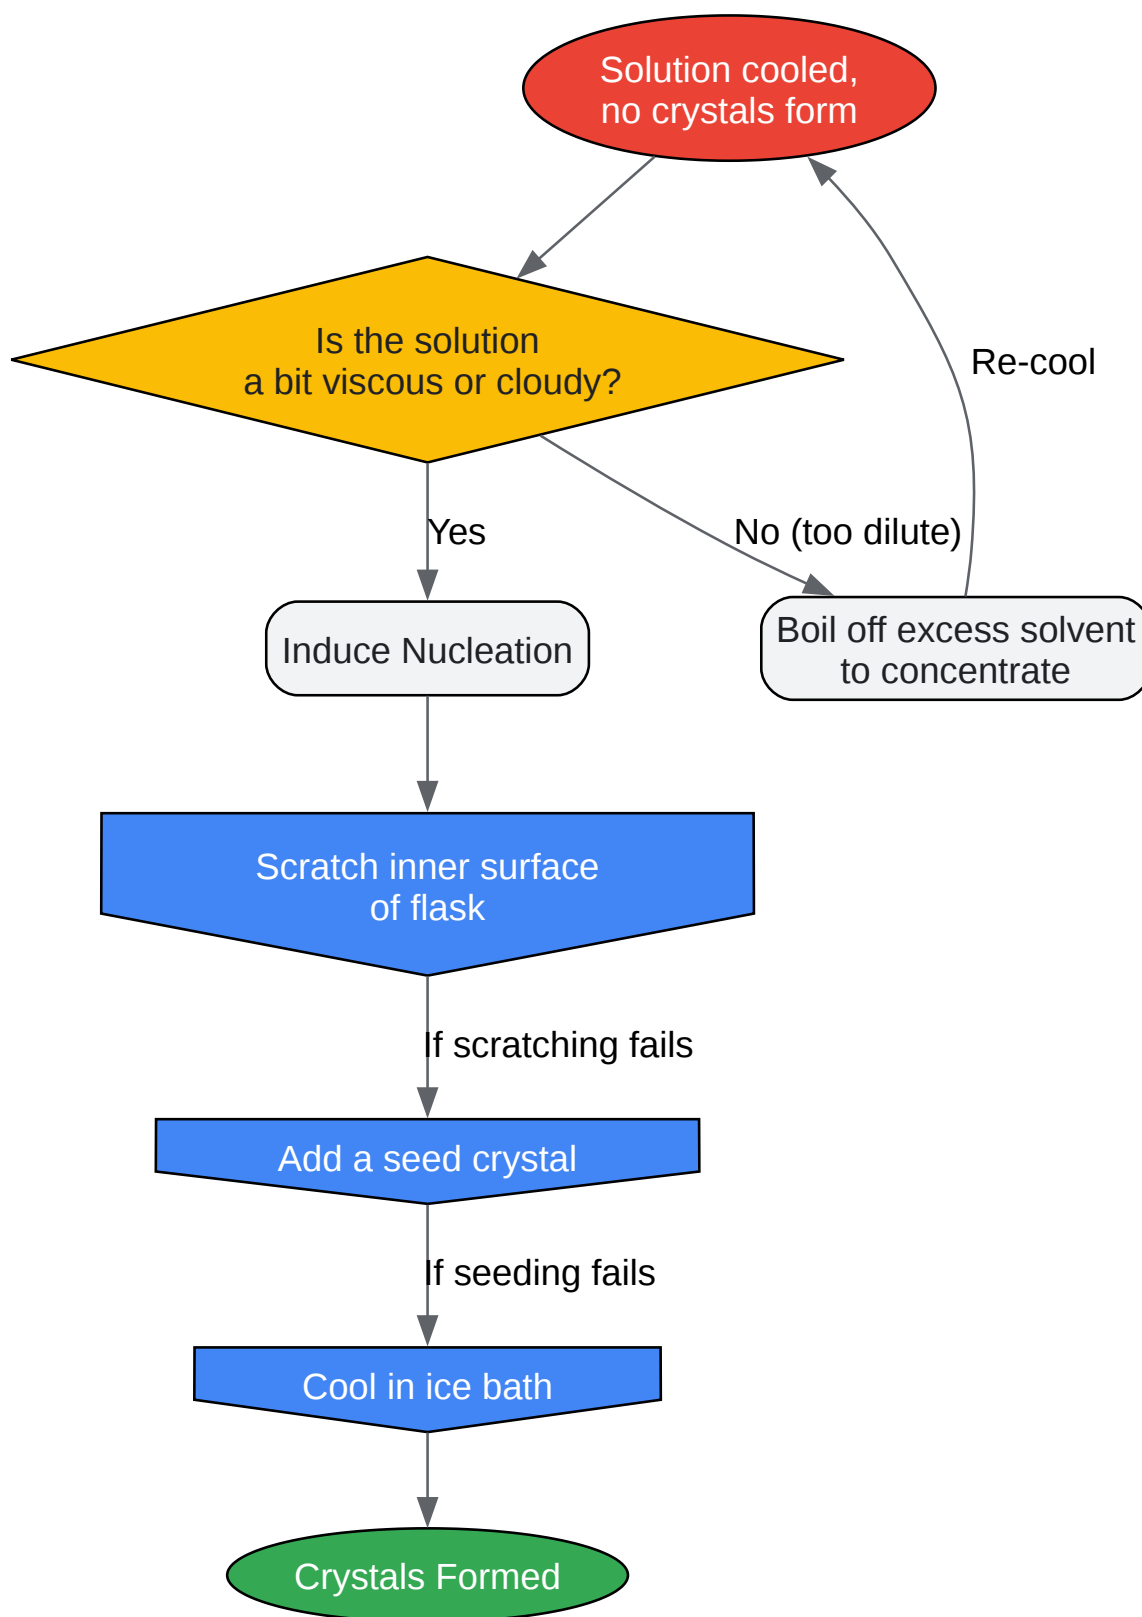 Solution cooled,
no crystals form
Is the solution
a bit viscous or cloudy?
Re-cool
Yes
No (too dilute)
Induce Nucleation
Boil off excess solvent
to concentrate
Scratch inner surface
of flask
If scratching fails
Add a seed crystal
If seeding fails
Cool in ice bath
Crystals Formed